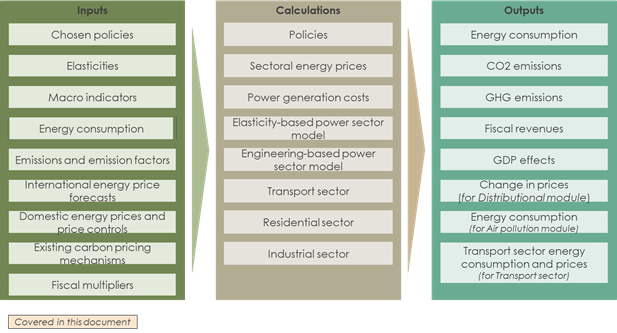 Inputs
Chosen policies
Elasticities
Macro indicators
Energy consumption
Emissions and emission factors
International energy price
forecasts
Domestic energy prices and
price controls
Existing carbon pricing
mechanisms
Fiscal multipliers
Calculations
Policies
Sectoral energy prices
Power generation costs
Elasticity-based power sector
model
Engineering-based power
sector model
Transport sector
Residential sector
Industrial sector
Outputs
Energy consumption
CO2 emissions
GHG emissions
Fiscal revenues
GDP effects
Change in prices
(for Distributional module)
Energy consumption
(for Air pollution module)
Transport sector energy
consumption and prices
(for Transport sector)
Covered in this document